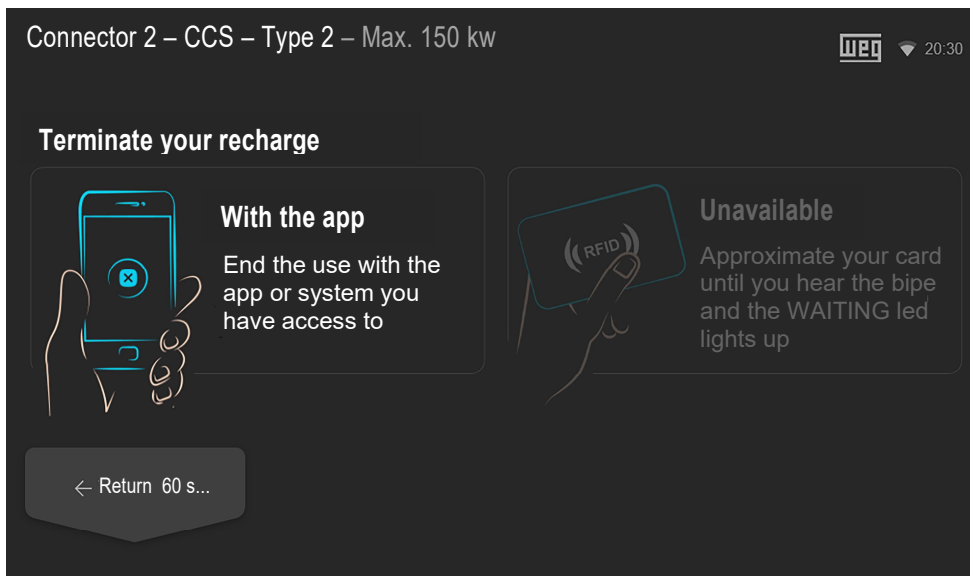 Connector 2 – CCS – Type 2 – Max. 150 kw
weg
20:30
Terminate your recharge
With the app
End the use with the
app or system you
have access to
RFID
Unavailable
Approximate your card
until you hear the bipe
and the WAITING led
lights up
← Return 60 s...